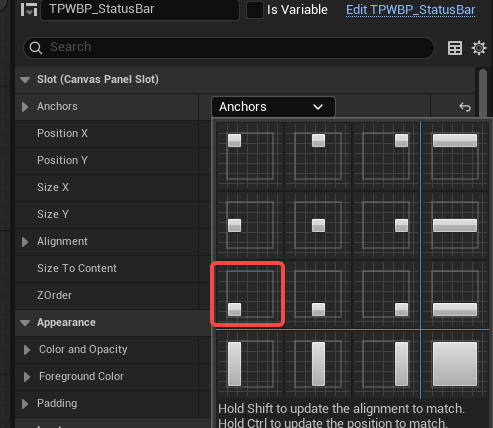 TPWBP_StatusBar Is Variable Edit TPWBP_StatusBar
Search
Slot (Canvas Panel Slot)
Anchors Anchors
Position X
Position Y
Size X
Size Y
Alignment
Size To Content
ZOrder
Appearance
Color and Opacity
Foreground Color
Padding
Hold Shift to update the alignment to match.
Hold Ctrl to update the position to match.